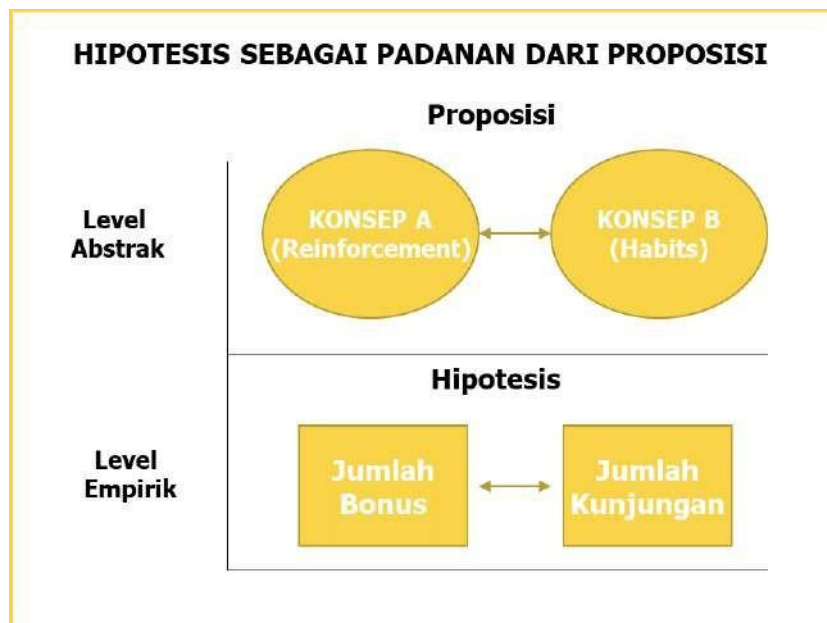 HIPOTESIS SEBAGAI PADANAN DARI PROPOSISI
Proposisi
Level
Abstrak
KONSEP A
(Reinforcement)
KONSEP B
(Habits)
Hipotesis
Level
Empirik
Jumlah
Bonus
Jumlah
Kunjungan